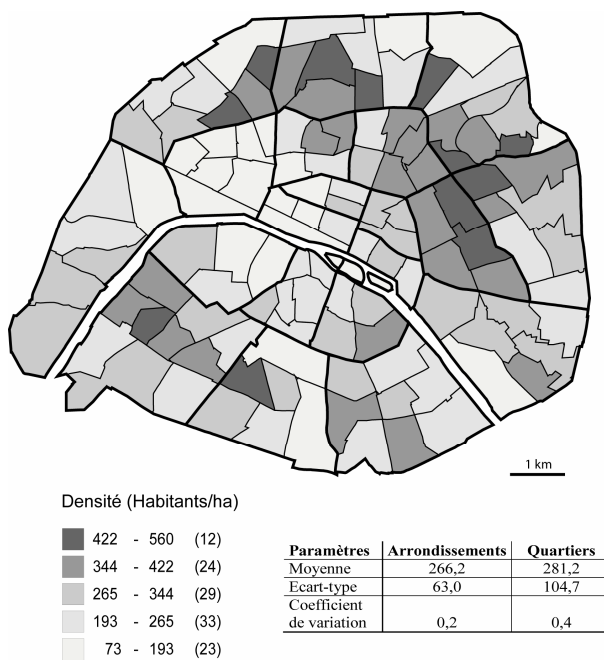 1 km
Densité (Habitants/ha)
422 - 560 (12)
344 - 422 (24)
265 - 344 (29)
193 - 265 (33)
73 - 193 (23)
Paramètres Arrondissements Quartiers
Moyenne 266,2 281,2
Ecart-type 63,0 104,7
Coefficient
de variation 0,2 0,4